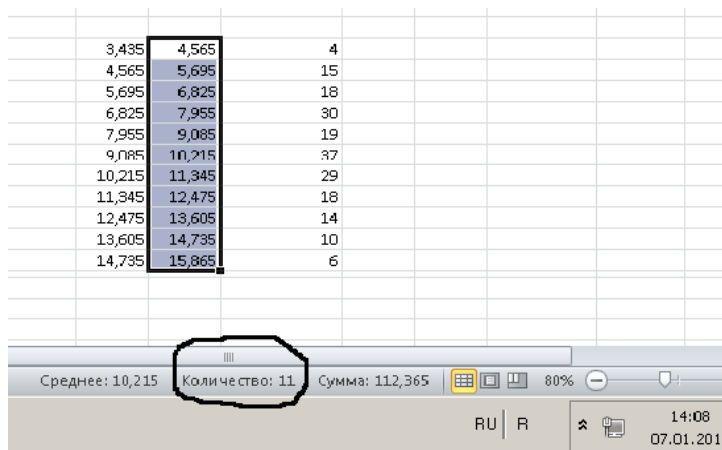 3,435 4,565 4
4,565 5,695 15
5,695 6,825 18
6,825 7,955 30
7,955 9,085 19
9,085 10,215 37
10,215 11,345 29
11,345 12,475 18
12,475 13,605 14
13,605 14,735 10
14,735 15,865 6
Среднее: 10,215 Количество: 11 Сумма: 112,365 80%
RU R 14:08
07.01.201